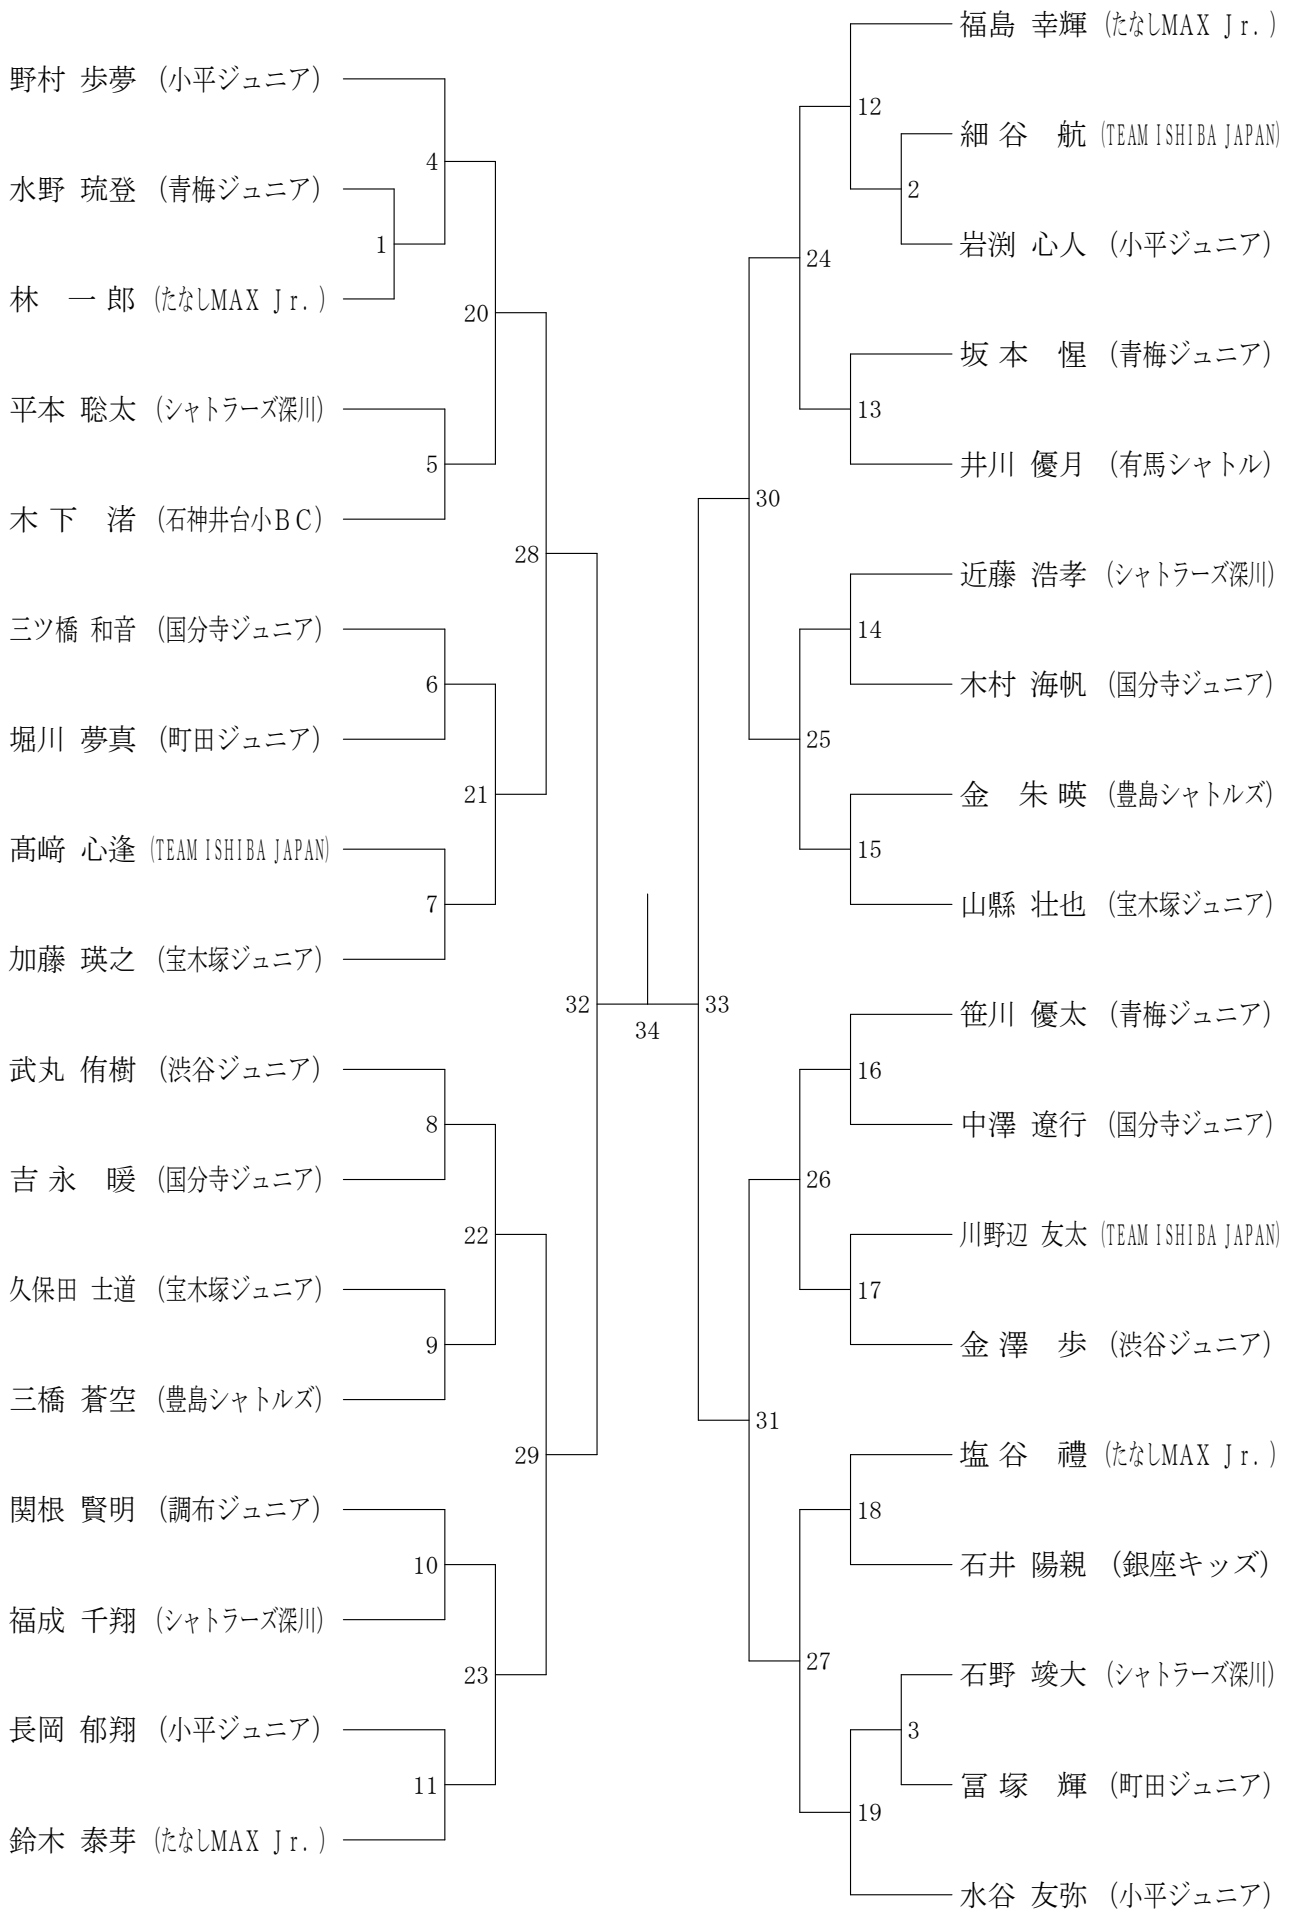 野村 歩夢 (小平ジュニア)
4
水野 琉登 (青梅ジュニア)
1
林 一郎 (たなしMAX Jr.)
20
平本 聡太 (シャトラーズ深川)
5
木下 渚 (石神井台小BC)
28
三ツ橋 和音 (国分寺ジュニア)
6
堀川 夢真 (町田ジュニア)
21
髙﨑 心逢 (TEAM ISHIBA JAPAN)
7
加藤 瑛之 (宝木塚ジュニア)
32
武丸 侑樹 (渋谷ジュニア)
8
吉永 暖 (国分寺ジュニア)
22
久保田 士道 (宝木塚ジュニア)
9
三橋 蒼空 (豊島シャトルズ)
29
関根 賢明 (調布ジュニア)
10
福成 千翔 (シャトラーズ深川)
23
長岡 郁翔 (小平ジュニア)
11
鈴木 泰芽 (たなしMAX Jr.)
34
福島 幸輝 (たなしMAX Jr.)
12
細谷 航 (TEAM ISHIBA JAPAN)
2
岩渕 心人 (小平ジュニア)
24
坂本 惺 (青梅ジュニア)
13
井川 優月 (有馬シャトル)
30
近藤 浩孝 (シャトラーズ深川)
14
木村 海帆 (国分寺ジュニア)
25
金 朱暎 (豊島シャトルズ)
15
山縣 壮也 (宝木塚ジュニア)
33
笹川 優太 (青梅ジュニア)
16
中澤 遼行 (国分寺ジュニア)
26
川野辺 友太 (TEAM ISHIBA JAPAN)
17
金澤 歩 (渋谷ジュニア)
31
塩谷 禮 (たなしMAX Jr.)
18
石井 陽親 (銀座キッズ)
27
石野 竣大 (シャトラーズ深川)
3
冨塚 輝 (町田ジュニア)
19
水谷 友弥 (小平ジュニア)